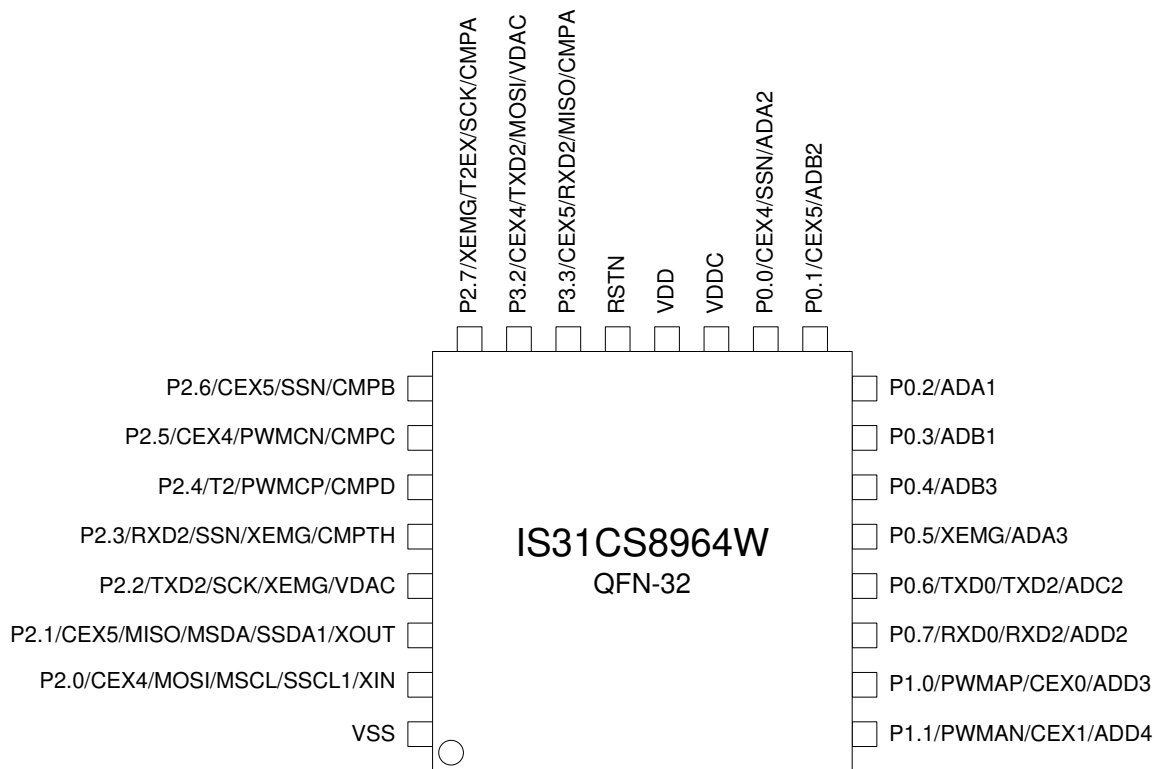 P2.7/XEMG/T2EX/SCK/CMPA
P3.2/CEX4/TXD2/MOSI/VDAC
P3.3/CEX5/RXD2/MISO/CMPA
RSTN
VDD
VDDC
P0.0/CEX4/SSN/ADA2
P0.1/CEX5/ADB2
P2.6/CEX5/SSN/CMPB
P2.5/CEX4/PWMCN/CMPC
P2.4/T2/PWMCP/CMPD
P2.3/RXD2/SSN/XEMG/CMPTH
P2.2/TXD2/SCK/XEMG/VDAC
P2.1/CEX5/MISO/MSDA/SSDA1/XOUT
P2.0/CEX4/MOSI/MSCL/SSCL1/XIN
VSS
IS31CS8964W
QFN-32
P0.2/ADA1
P0.3/ADB1
P0.4/ADB3
P0.5/XEMG/ADA3
P0.6/TXD0/TXD2/ADC2
P0.7/RXD0/RXD2/ADD2
P1.0/PWMAP/CEX0/ADD3
P1.1/PWMAN/CEX1/ADD4